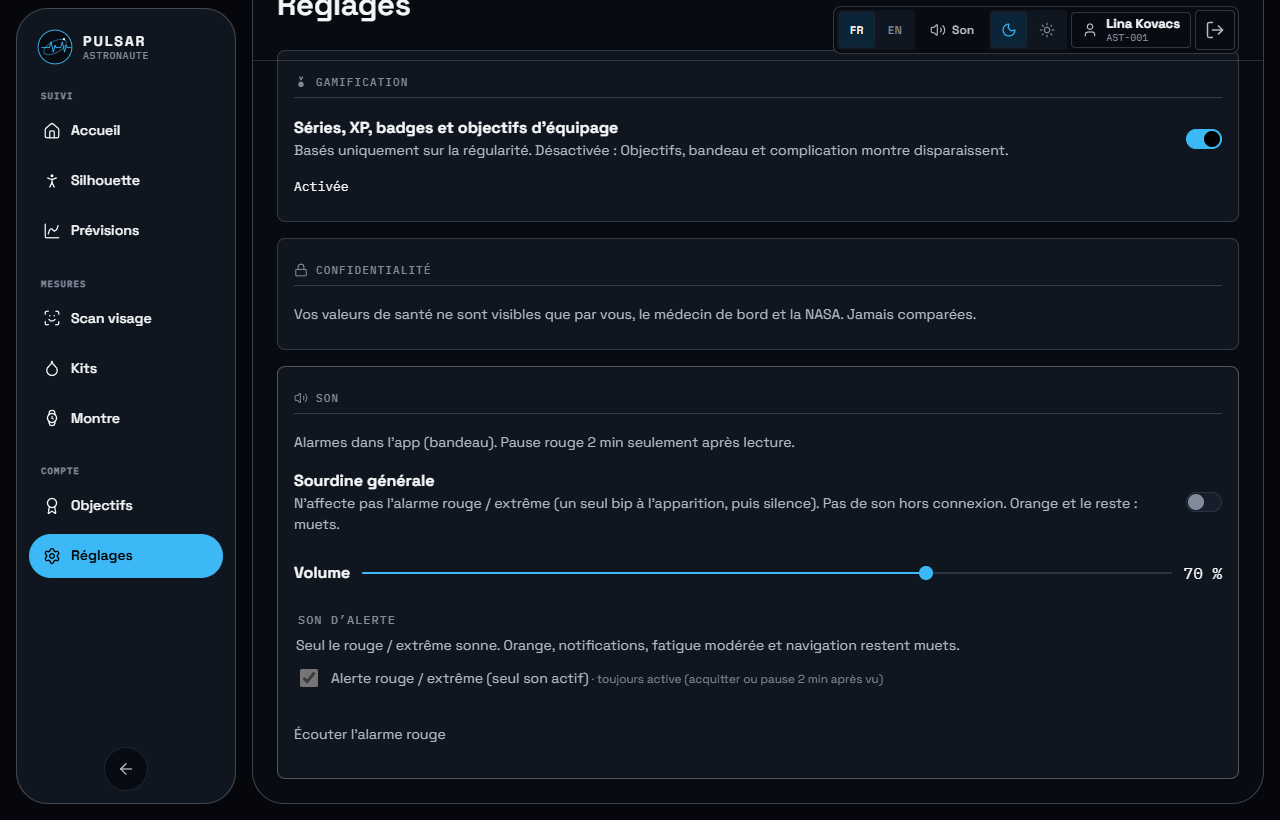 PULSAR
ASTRONAUTE
SUIVI
Accueil
Silhouette
Prévisions
MESURES
Scan visage
Kits
Montre
COMPTE
Objectifs
Réglages
Réglages
FR
EN
Son
Lina Kovacs
AST-001
GAMIFICATION
Séries, XP, badges et objectifs d’équipage
Basés uniquement sur la régularité. Désactivée : Objectifs, bandeau et complication montre disparaissent.
Activée
CONFIDENTIALITÉ
Vos valeurs de santé ne sont visibles que par vous, le médecin de bord et la NASA. Jamais comparées.
SON
Alarmes dans l’app (bandeau). Pause rouge 2 min seulement après lecture.
Sourdine générale
N’affecte pas l’alarme rouge / extrême (un seul bip à l’apparition, puis silence). Pas de son hors connexion. Orange et le reste :
muets.
Volume
70 %
SON D’ALERTE
Seul le rouge / extrême sonne. Orange, notifications, fatigue modérée et navigation restent muets.
Alerte rouge / extrême (seul son actif) · toujours active (acquitter ou pause 2 min après vu)
Écouter l’alarme rouge